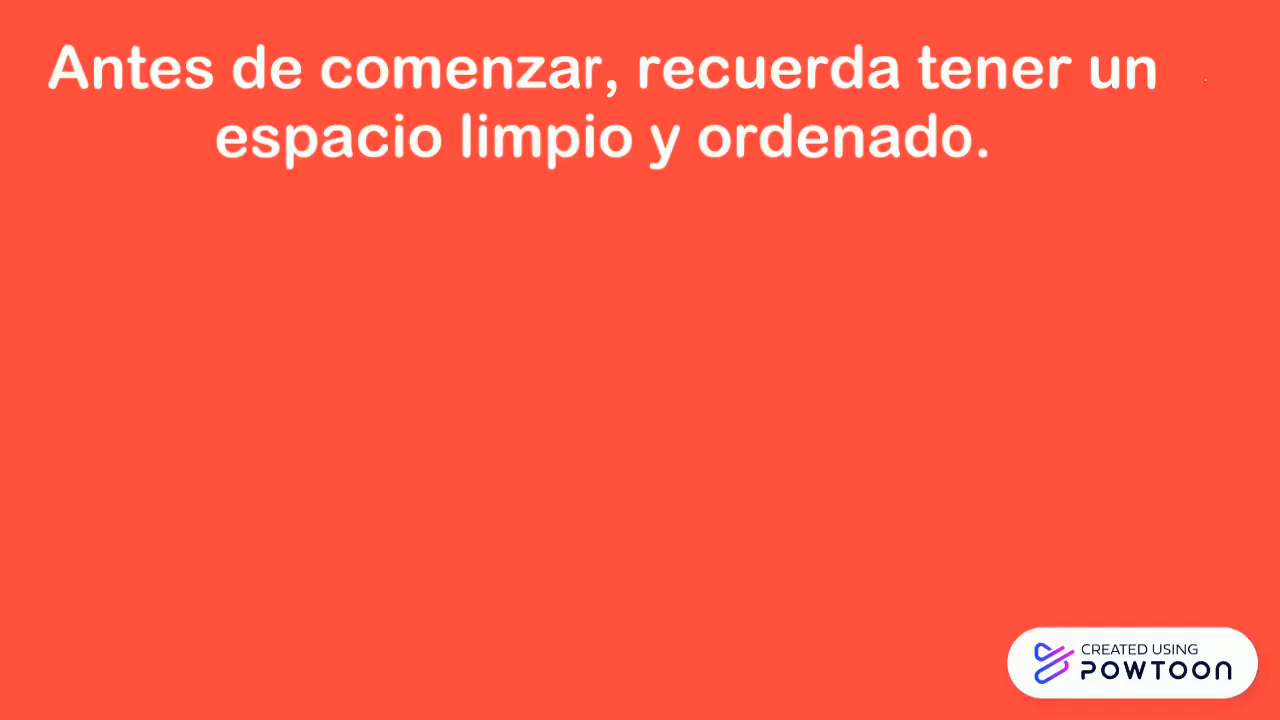 Antes de comenzar, recuerda tener un
espacio limpio y ordenado.
CREATED USING
POWTOON